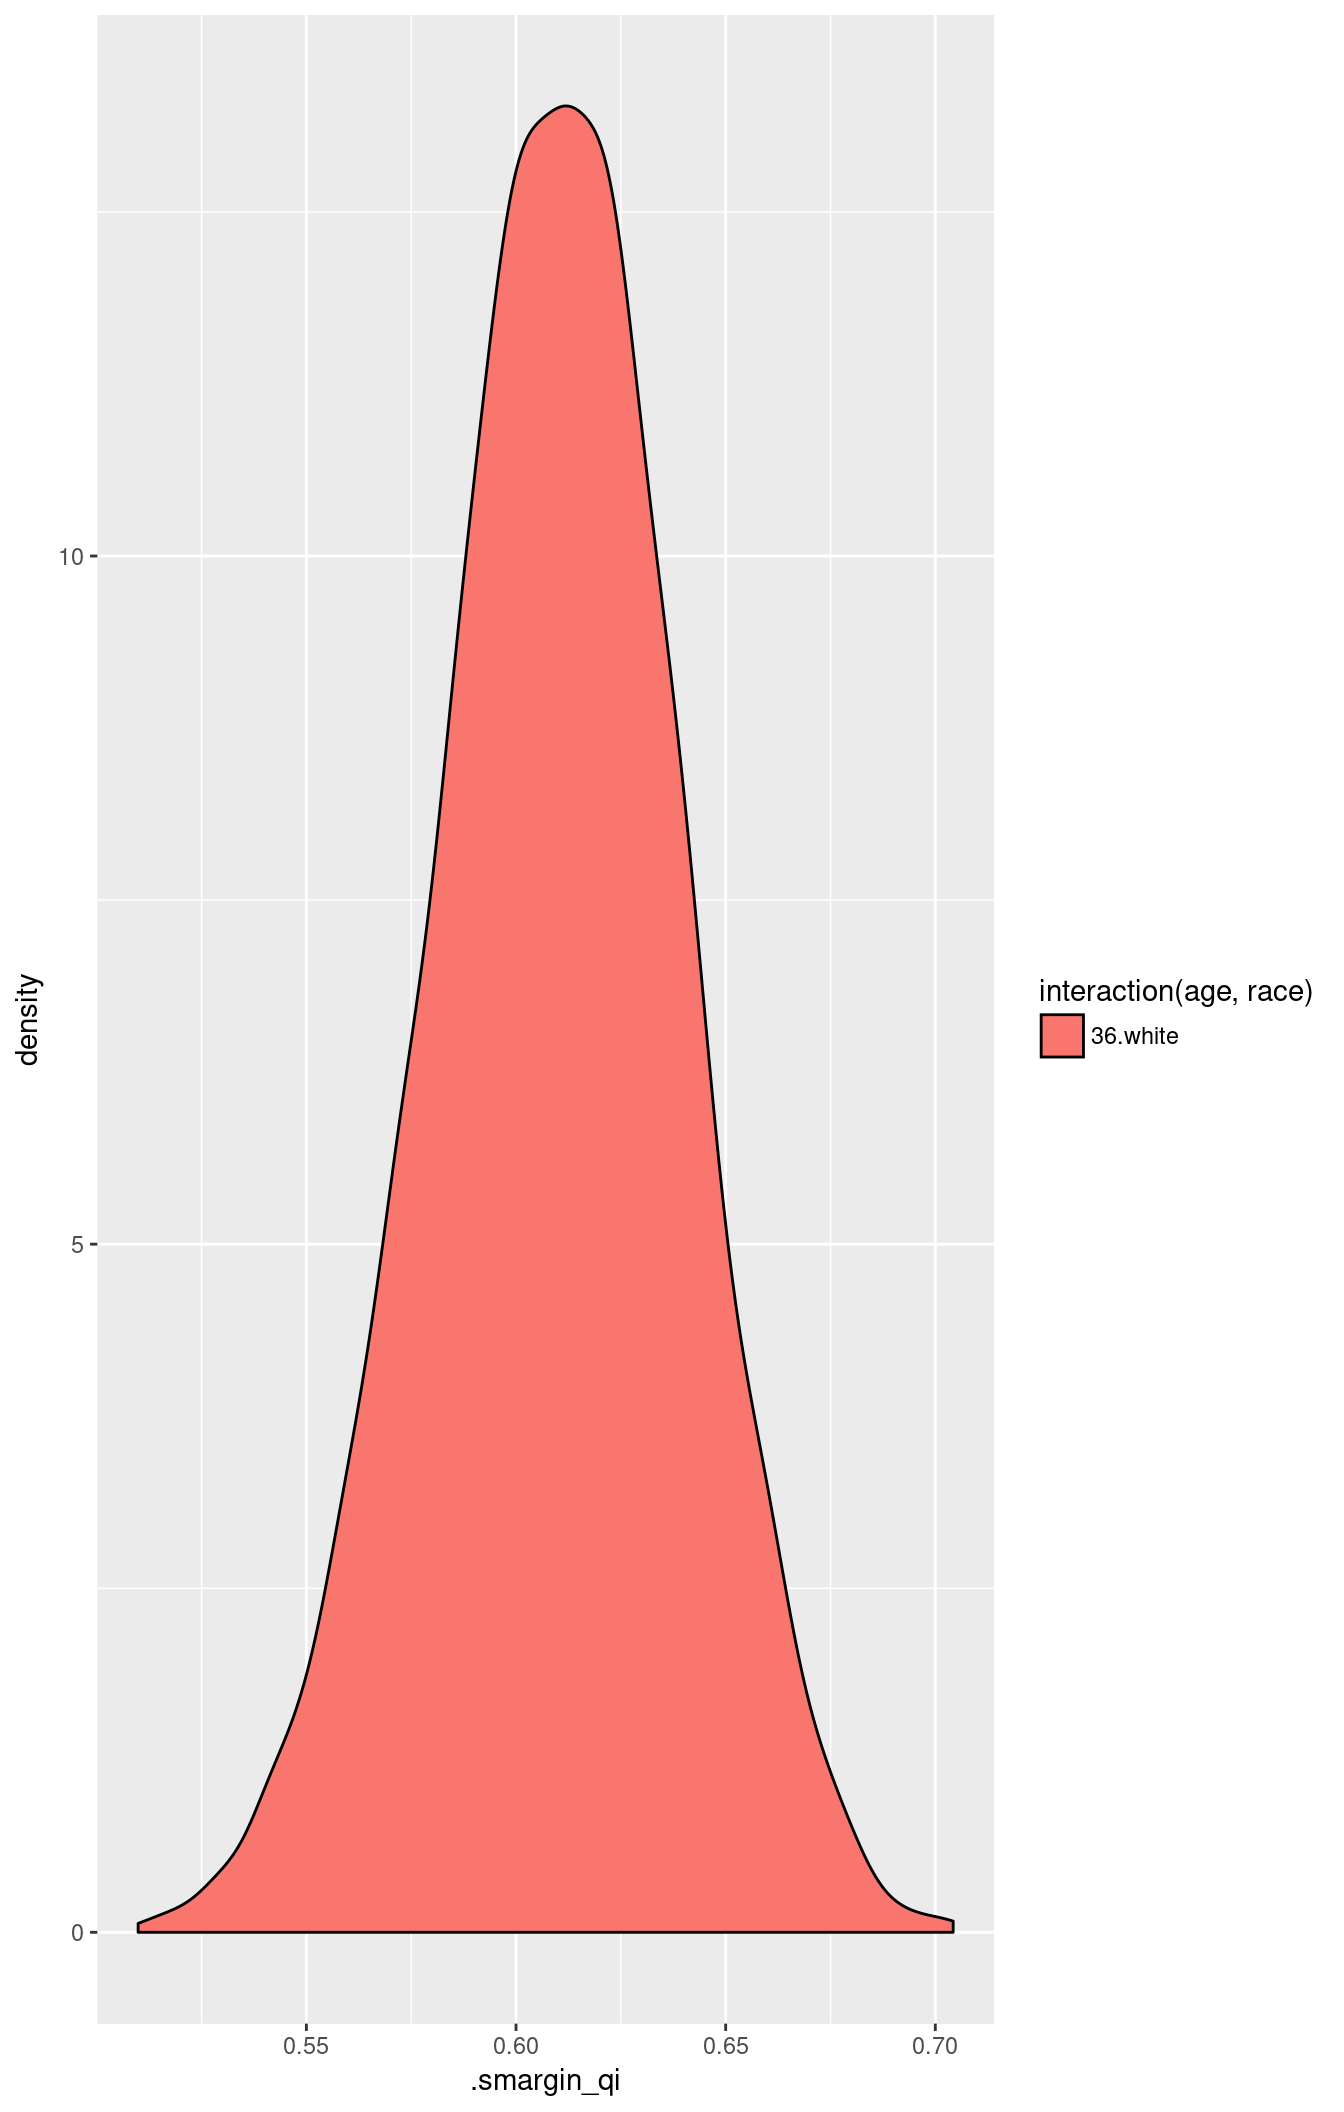 10
5
0
density
0.55 0.60 0.65 0.70
.smargin_qi
interaction(age, race)
36.white